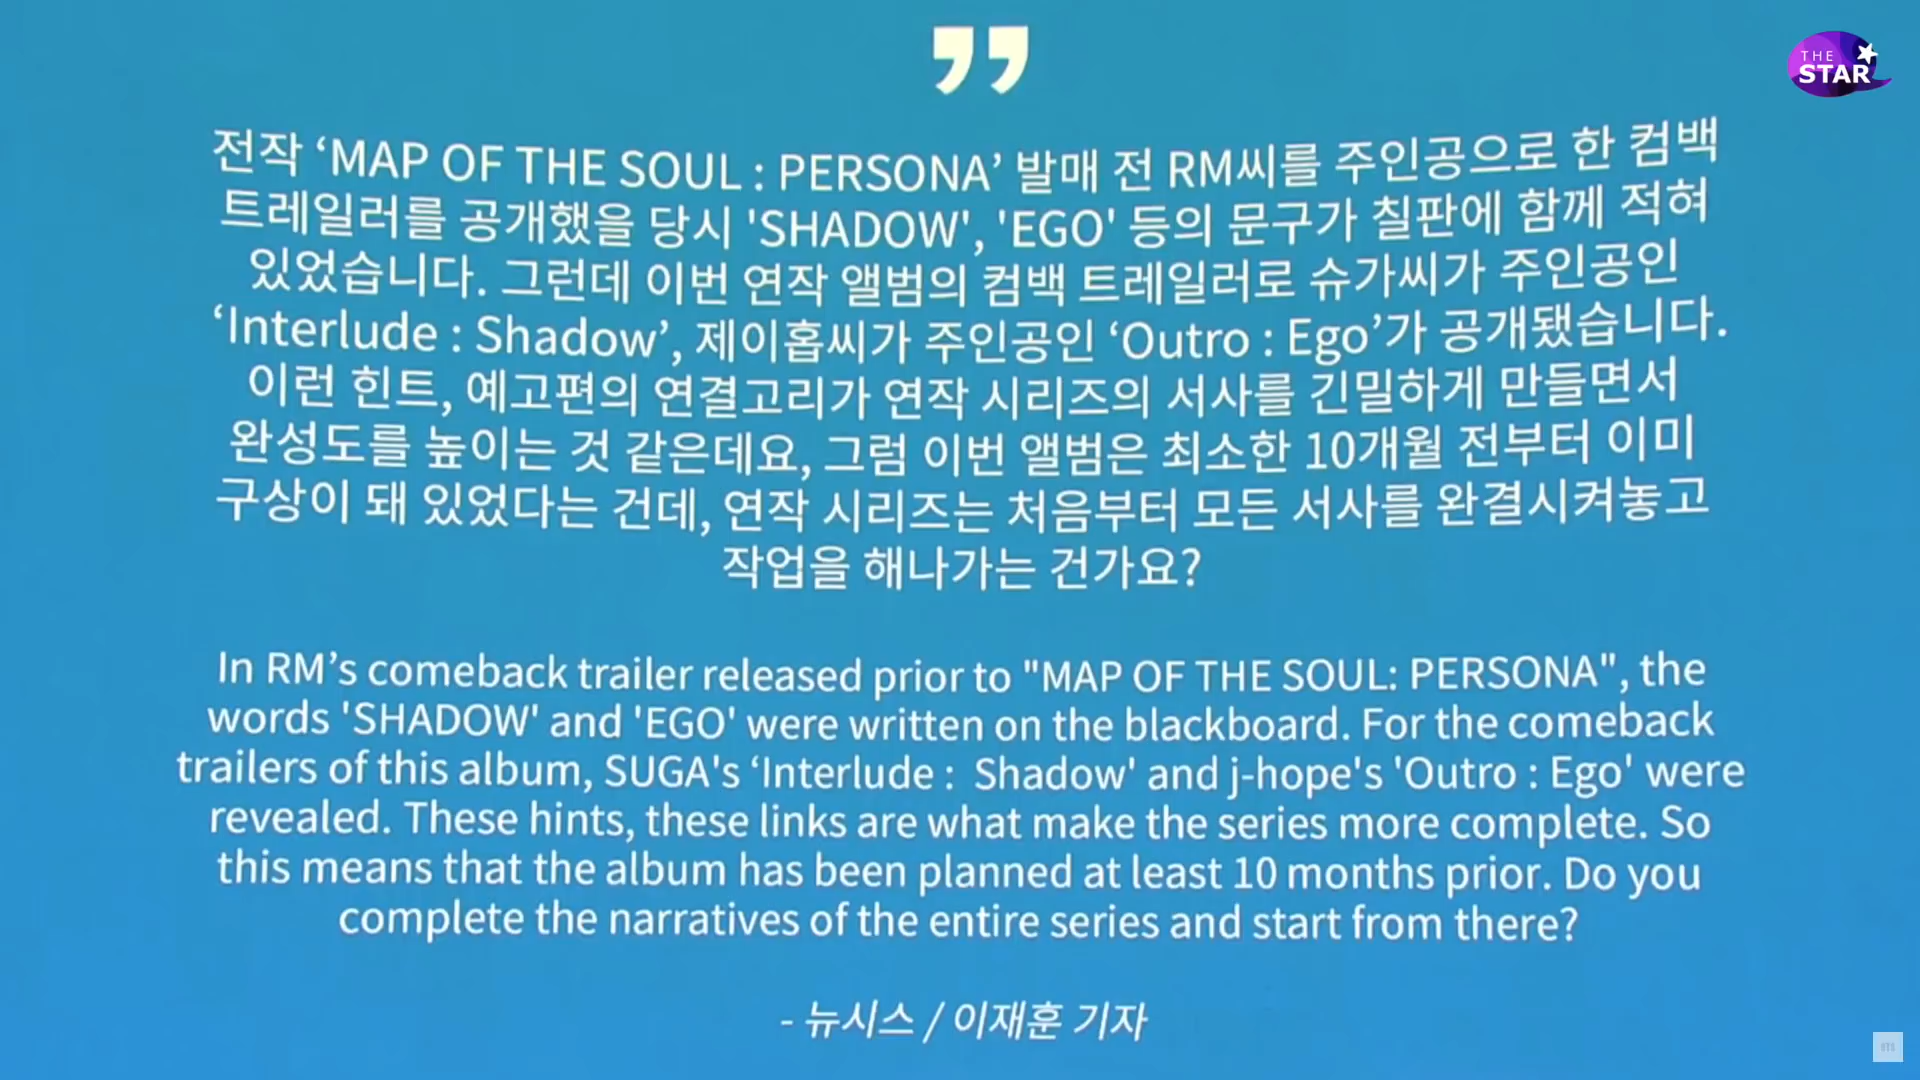 ”
THE
STAR
전작 ‘MAP OF THE SOUL : PERSONA’ 발매 전 RM씨를 주인공으로 한 컴백
트레일러를 공개했을 당시 'SHADOW', 'EGO' 등의 문구가 칠판에 함께 적혀
있었습니다. 그런데 이번 연작 앨범의 컴백 트레일러로 슈가씨가 주인공인
‘Interlude : Shadow’, 제이홉씨가 주인공인 ‘Outro : Ego’가 공개됐습니다.
이런 힌트, 예고편의 연결고리가 연작 시리즈의 서사를 긴밀하게 만들면서
완성도를 높이는 것 같은데요, 그럼 이번 앨범은 최소한 10개월 전부터 이미
구상이 돼 있었다는 건데, 연작 시리즈는 처음부터 모든 서사를 완결시켜놓고
작업을 해나가는 건가요?
In RM’s comeback trailer released prior to "MAP OF THE SOUL: PERSONA", the
words 'SHADOW' and 'EGO' were written on the blackboard. For the comeback
trailers of this album, SUGA's ‘Interlude : Shadow' and j-hope's 'Outro : Ego' were
revealed. These hints, these links are what make the series more complete. So
this means that the album has been planned at least 10 months prior. Do you
complete the narratives of the entire series and start from there?
- 뉴시스 / 이재훈 기자
BTS